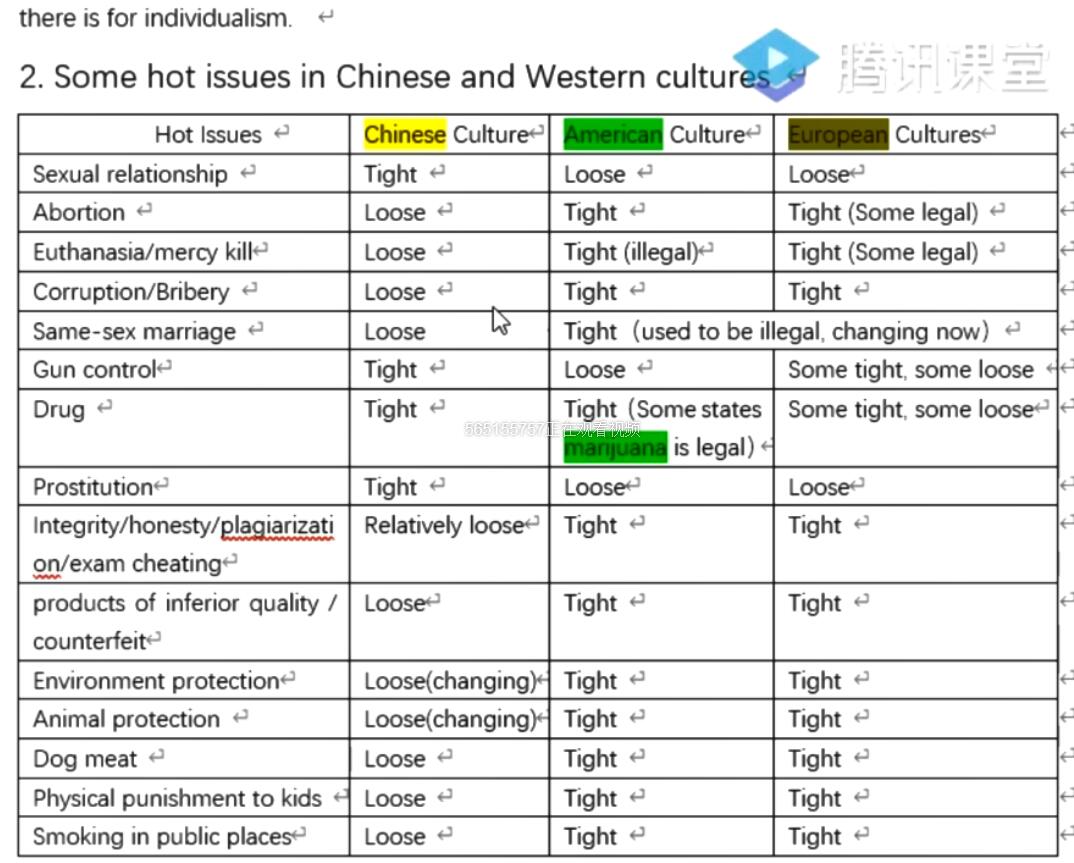 there is for individualism.
2. Some hot issues in Chinese and Western cultures
腾讯课堂
Hot Issues Chinese Culture American Culture European Cultures
Sexual relationship Tight Loose Loose
Abortion Loose Tight Tight (Some legal)
Euthanasia/mercy kill Loose Tight (illegal) Tight (Some legal)
Corruption/Bribery Loose Tight Tight
Same-sex marriage Loose Tight（used to be illegal, changing now）
Gun control Tight Loose Some tight, some loose
Drug Tight Tight（Some states Some tight, some loose
565155757正在观看视频
marijuana is legal）
Prostitution Tight Loose Loose
Integrity/honesty/plagiarizati Relatively loose Tight Tight
on/exam cheating
products of inferior quality / Loose Tight Tight
counterfeit
Environment protection Loose(changing) Tight Tight
Animal protection Loose(changing) Tight Tight
Dog meat Loose Tight Tight
Physical punishment to kids Loose Tight Tight
Smoking in public places Loose Tight Tight